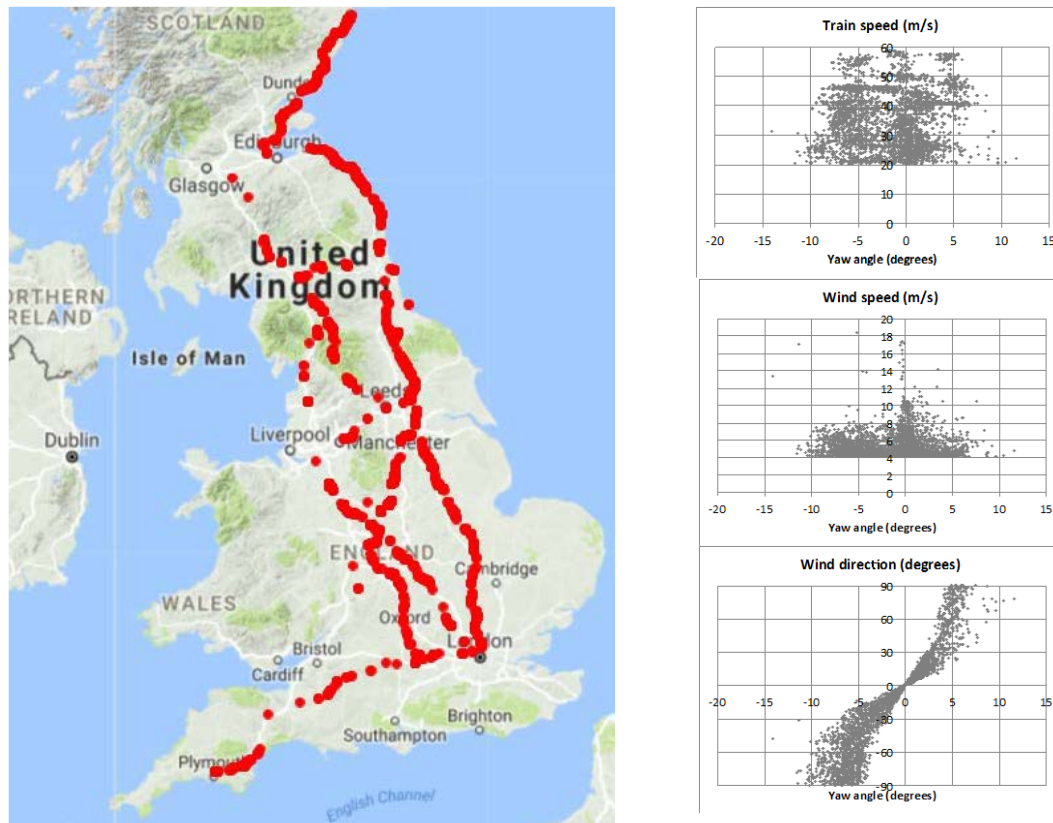 SCOTLAND
Dunde
Edinburgh
Glasgow
United
Kingdom
ORTHERN
RELAND
Isle of Man
Leeds
Dublin
Liverpool
Manchester
ENGLAND
Cambridge
WALES
Oxford
London
Bristol
Cardiff
Brighton
Southampton
Plymouth
English Channel
Train speed (m/s)
60
50
40
30
20
10
0
-20 -15 -10 -5 0 5 10 15
Yaw angle (degrees)
Wind speed (m/s)
20
18
16
14
12
10
8
6
4
2
0
-20 -15 -10 -5 0 5 10 15
Yaw angle (degrees)
Wind direction (degrees)
90
60
30
0
-20 -15 -10 -5 0 5 10 15
-30
-60
-90
Yaw angle (degrees)